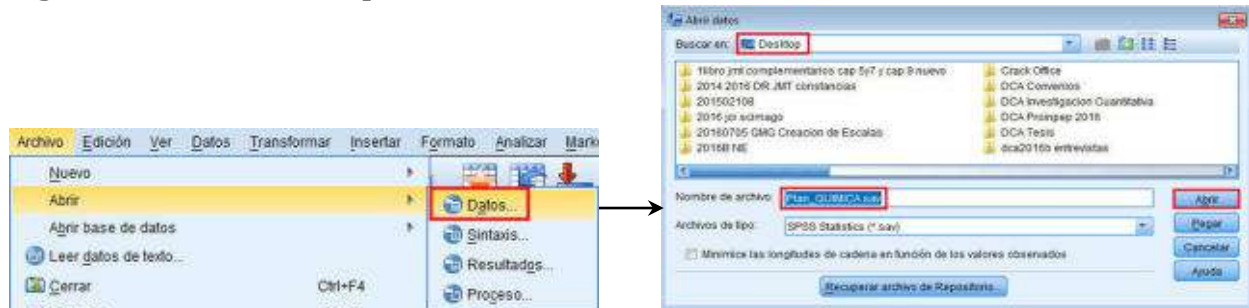 Archivo Edición Ver Datos Transformar Insertar Formato Analizar Mark
Nuevo
Abrir
Abrir base de datos
Leer datos de texto...
Cerrar Ctrl+F4
Datos...
Sintaxis...
Resultados...
Proceso...
Abrir datos
Buscar en: Desktop
1libro jmt complementarios cap 5y7 y cap 9 nuevo
2014 2016 DR JMT constancias
201502108
2016 jcr scimago
20160705 GMG Creacion de Escalas
2016B NE
Crack Office
DCA Convenios
DCA Investigacion Cuantitativa
DCA Proinpep 2016
DCA Tesis
dca2016b entrevistas
Nombre de archivo: Plan_QUIMICA.sav Abrir
Archivos de tipo: SPSS Statistics (*.sav) Pegar
Minimice las longitudes de cadena en función de los valores observados Cancelar
Recuperar archivo de Repositorio... Ayuda